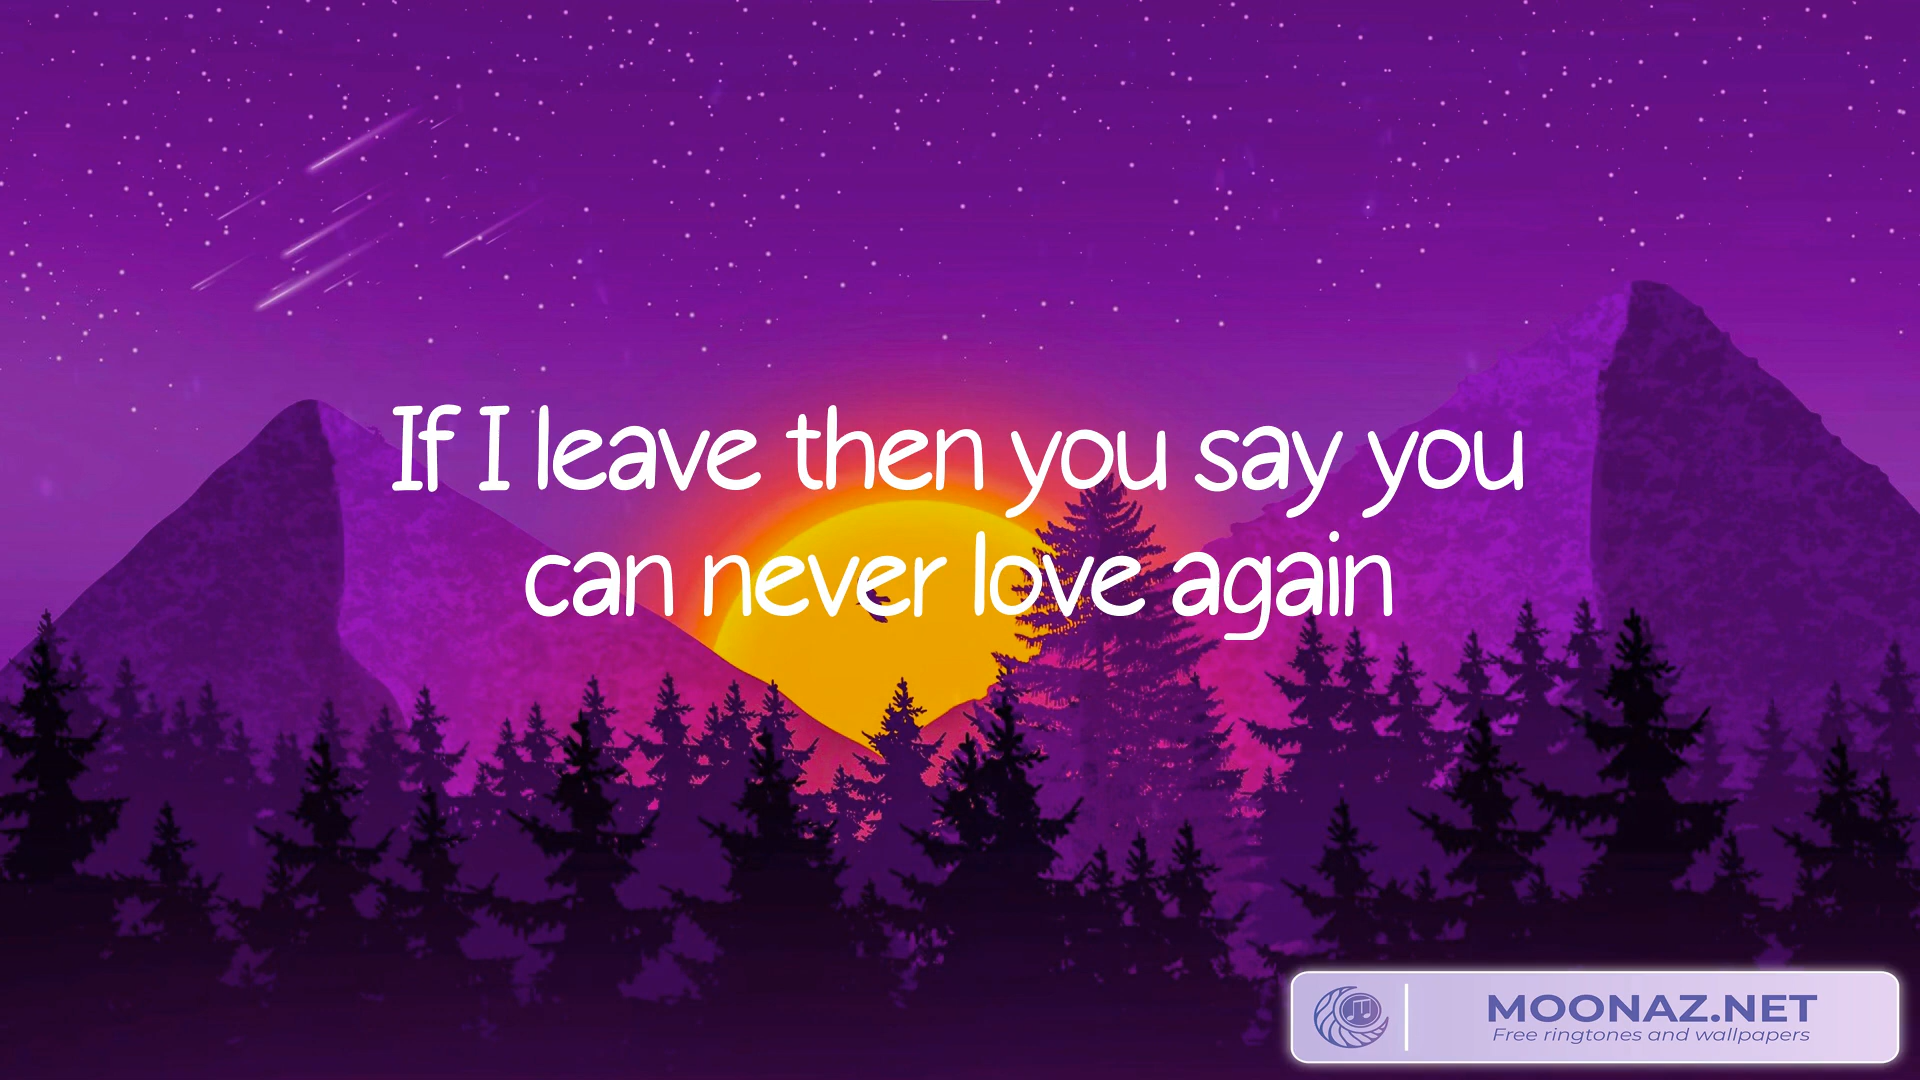 If I leave then you say you
can never love again
MOONAZ.NET
Free ringtones and wallpapers